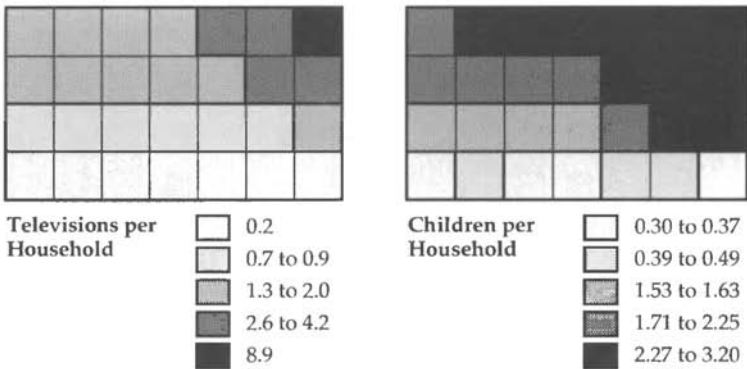 Televisions per
Household
0.2
0.7 to 0.9
1.3 to 2.0
2.6 to 4.2
8.9
Children per
Household
0.30 to 0.37
0.39 to 0.49
1.53 to 1.63
1.71 to 2.25
2.27 to 3.20